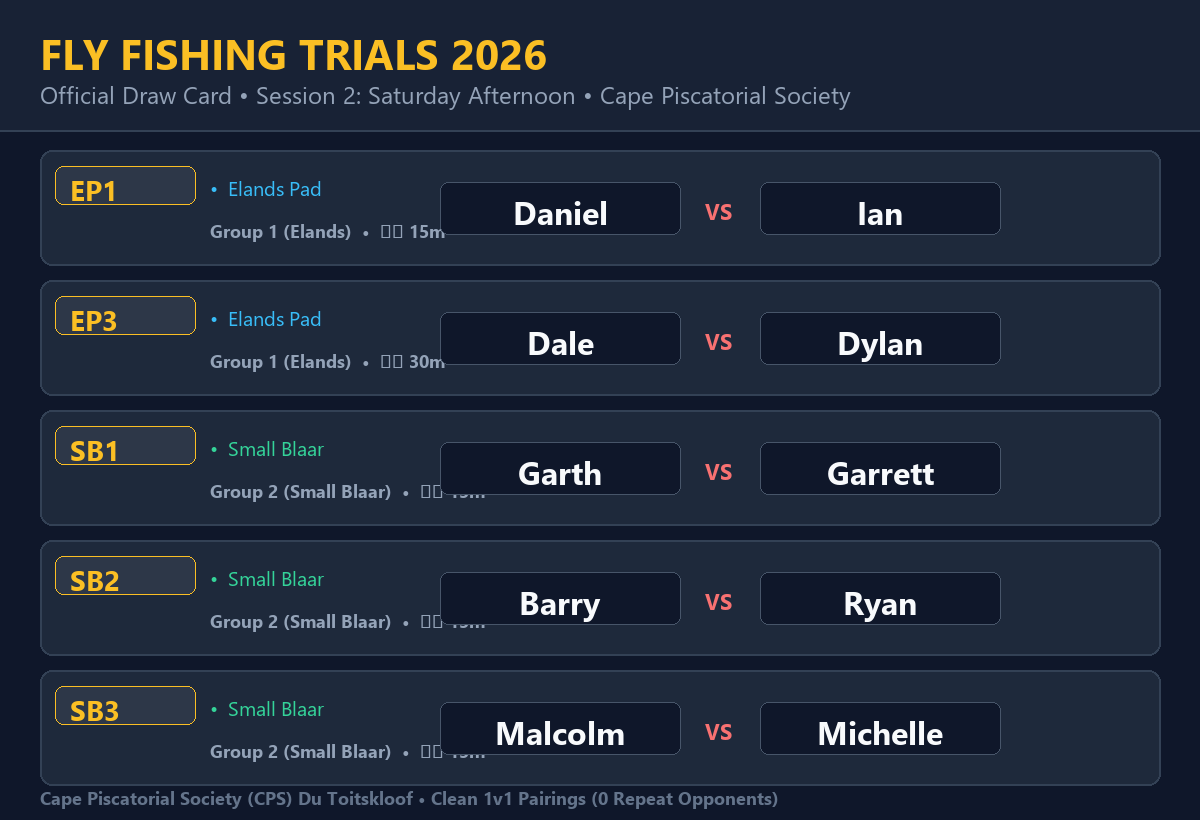 FLY FISHING TRIALS 2026
Official Draw Card • Session 2: Saturday Afternoon • Cape Piscatorial Society
EP1
• Elands Pad
Group 1 (Elands) • 15m
Daniel
VS
Ian
EP3
• Elands Pad
Group 1 (Elands) • 30m
Dale
VS
Dylan
SB1
• Small Blaar
Group 2 (Small Blaar) •
Garth
VS
Garrett
SB2
• Small Blaar
Group 2 (Small Blaar) •
Barry
VS
Ryan
SB3
• Small Blaar
Group 2 (Small Blaar) •
Malcolm
VS
Michelle
Cape Piscatorial Society (CPS) Du Toitskloof • Clean 1v1 Pairings (0 Repeat Opponents)